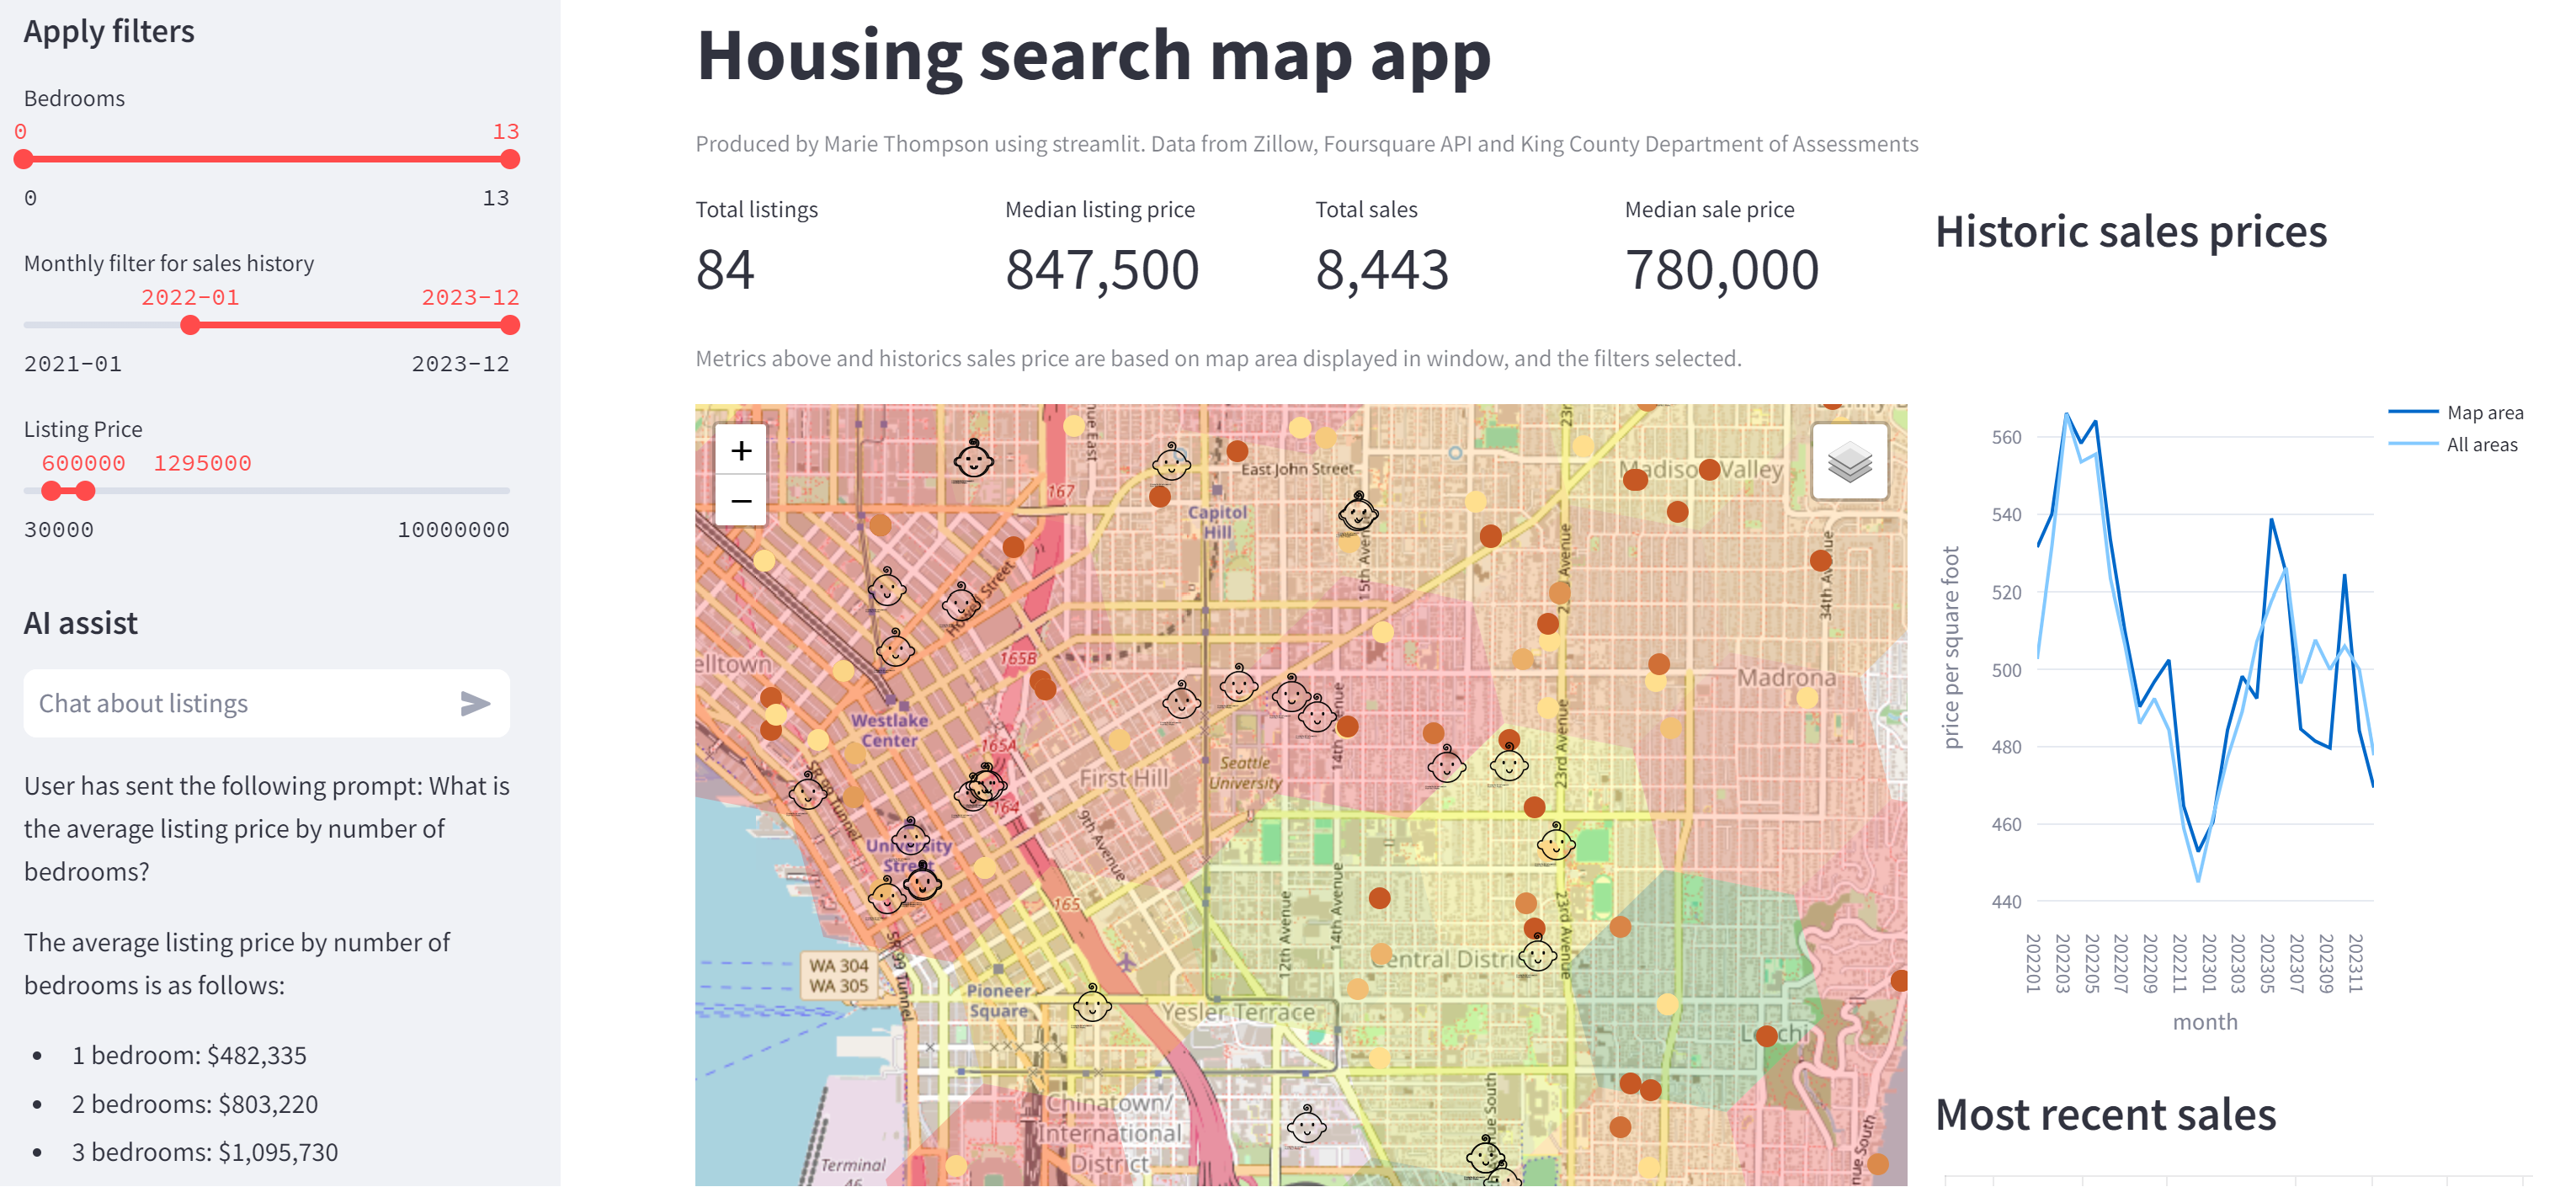 Apply filters
Bedrooms
0 13
0 13
Monthly filter for sales history
2022-01 2023-12
2021-01 2023-12
Listing Price
600000 1295000
30000 10000000
AI assist
Chat about listings
User has sent the following prompt: What is
the average listing price by number of
bedrooms?
The average listing price by number of
bedrooms is as follows:
• 1 bedroom: $482,335
• 2 bedrooms: $803,220
• 3 bedrooms: $1,095,730
Housing search map app
Produced by Marie Thompson using streamlit. Data from Zillow, Foursquare API and King County Department of Assessments
Total listings
84
Median listing price
847,500
Total sales
8,443
Median sale price
780,000
Metrics above and historics sales price are based on map area displayed in window, and the filters selected.
+
−
167
East John Street
Capitol
Hill
15th
34th
23rd Avenue
Madrona
elltown
165B
Westlake
Center
165A
164
First Hill
Seattle
University
14th
SR 99 Tunnel
University
Street
9th Avenue
165
12th Avenue
14th Avenue
23rd Avenue
WA 304
WA 305
SR 99 Tunnel
Pioneer
Square
Yesler Terrace
Chinatown/
International
District
Terminal
46
Historic sales prices
Map area
All areas
price per square foot
560
540
520
500
480
460
440
202201
202203
202205
202207
202209
202211
202301
202303
202305
202307
202309
202311
month
Most recent sales